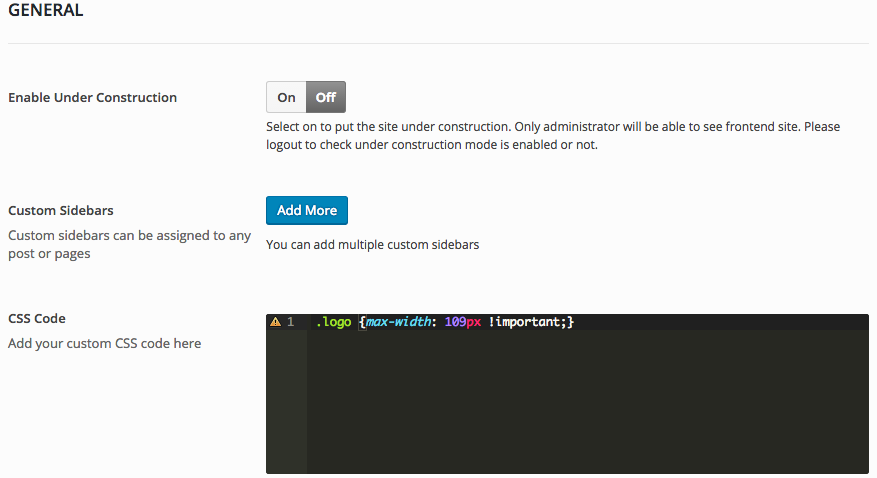 GENERAL
Enable Under Construction
On Off
Select on to put the site under construction. Only administrator will be able to see frontend site. Please
logout to check under construction mode is enabled or not.
Custom Sidebars
Add More
Custom sidebars can be assigned to any
post or pages
You can add multiple custom sidebars
CSS Code
Add your custom CSS code here
1 .logo {max-width: 109px !important;}